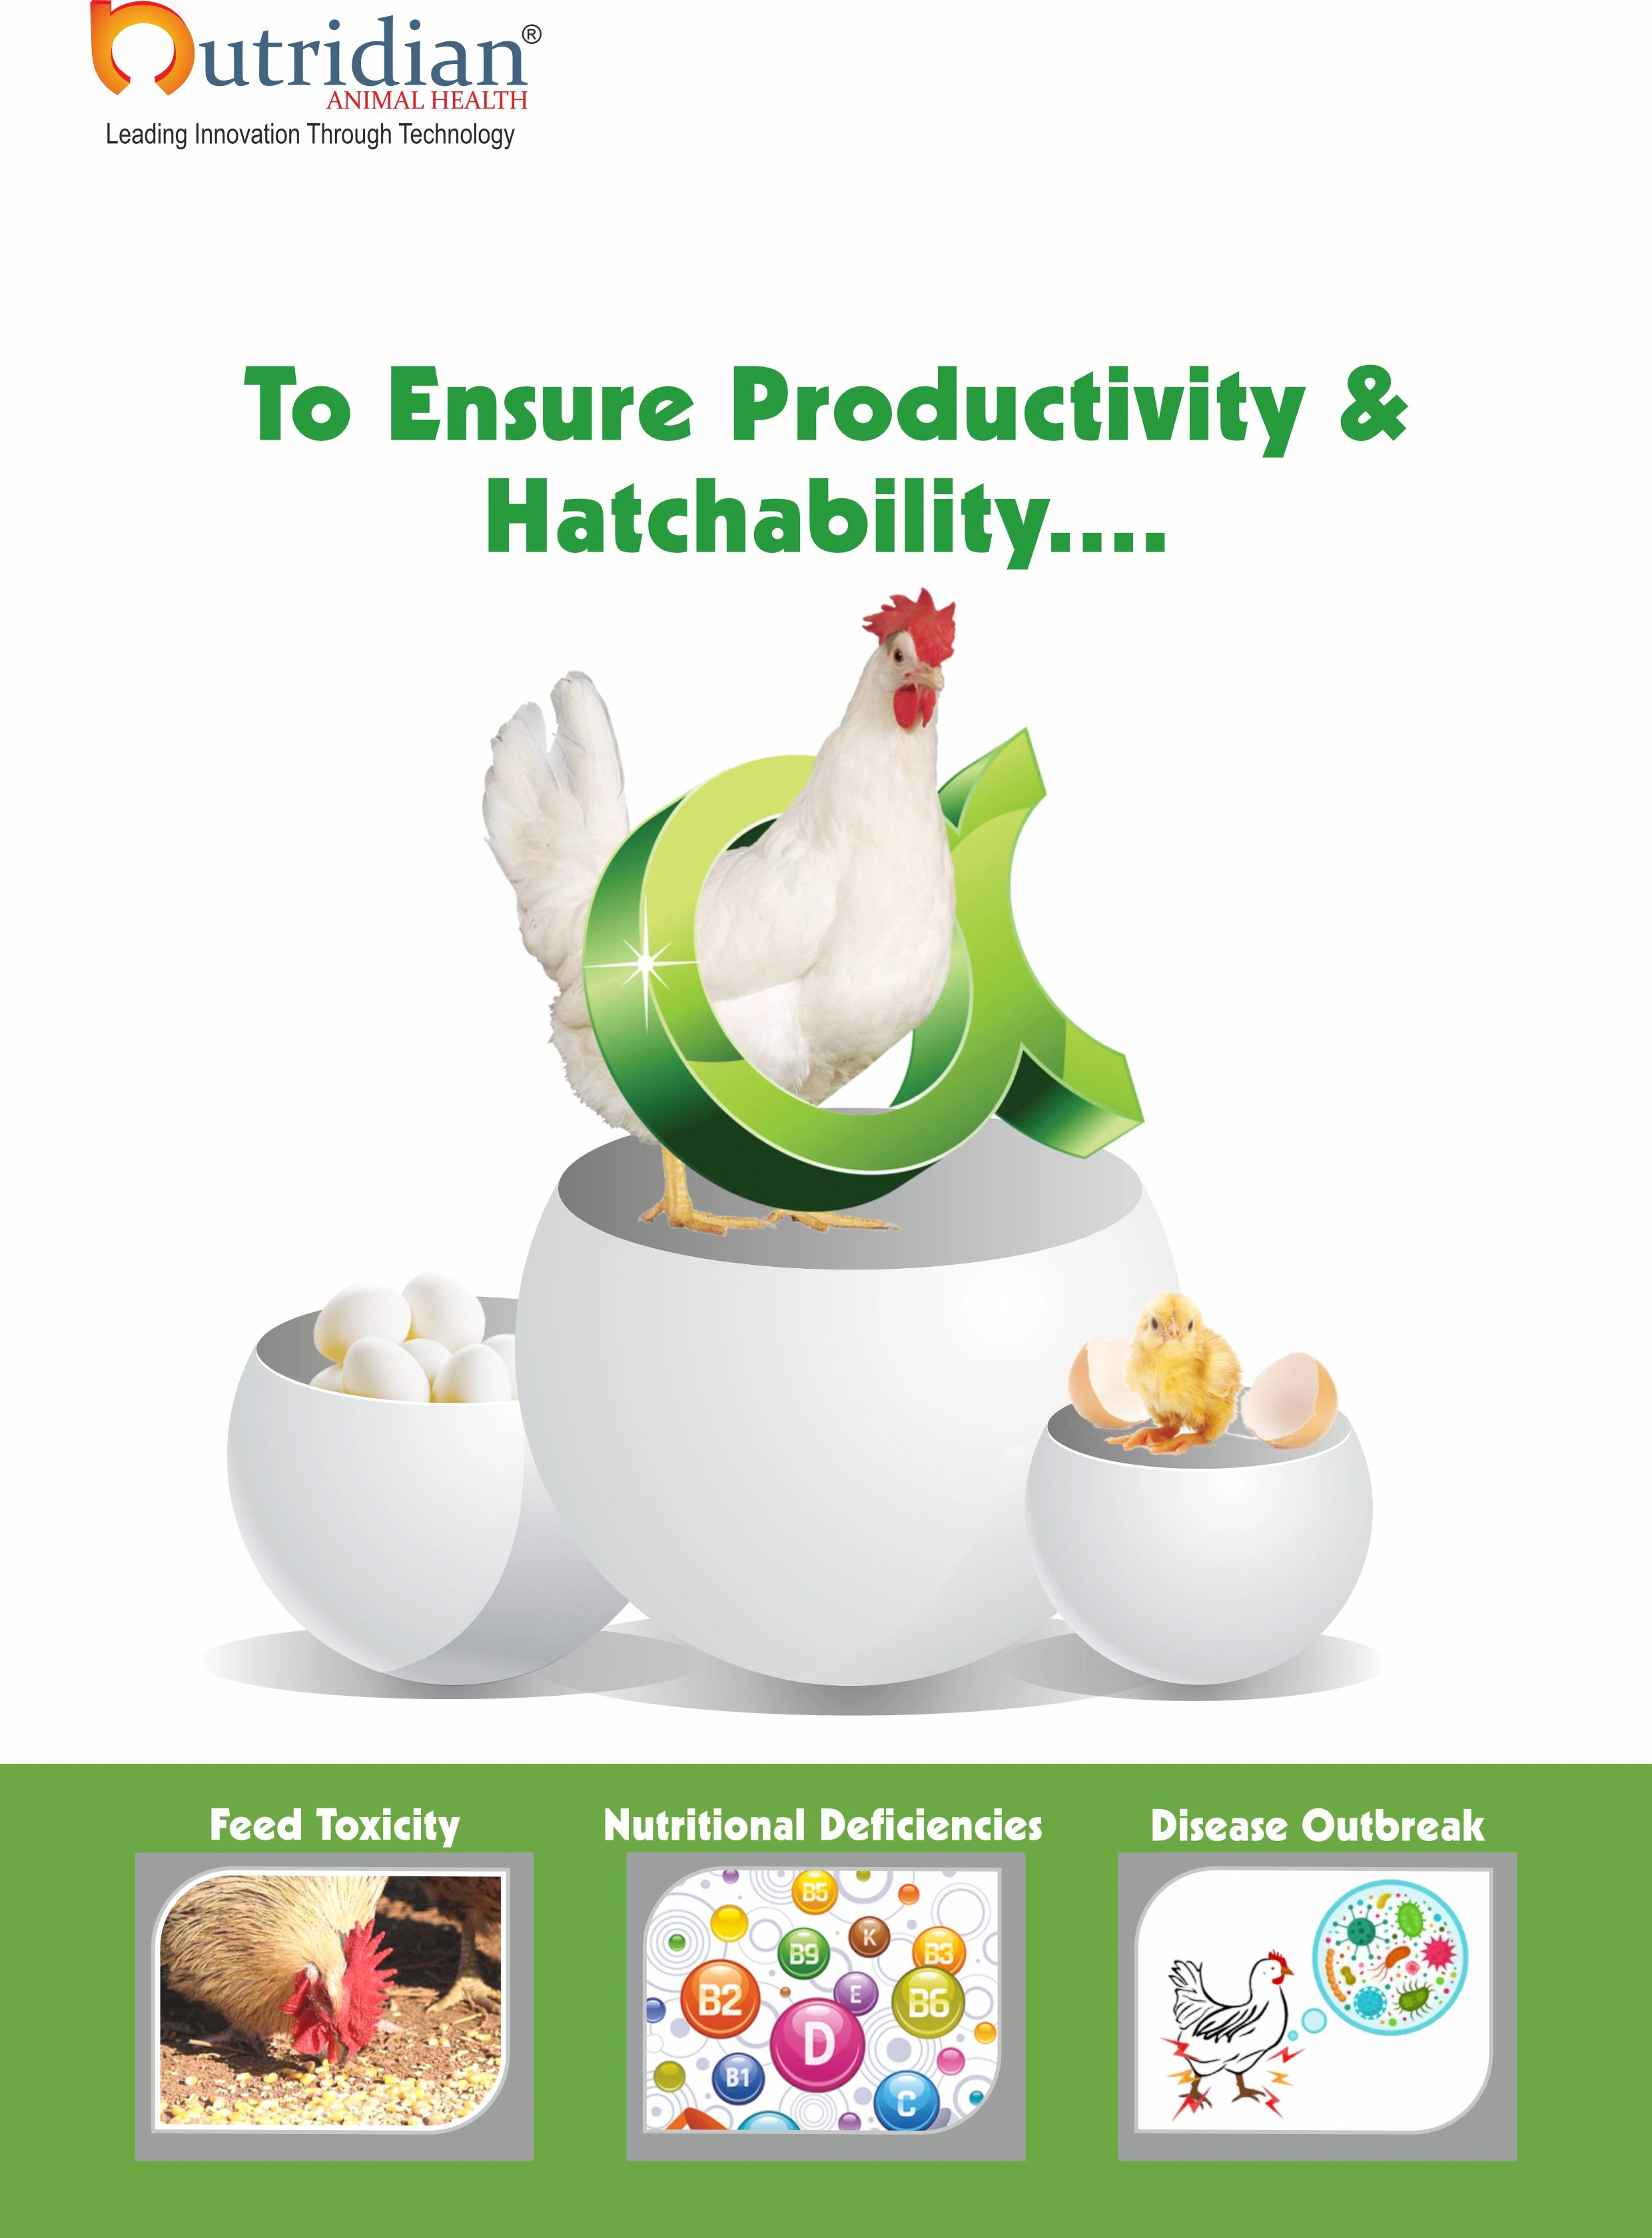 nutridian®
ANIMAL HEALTH
Leading Innovation Through Technology
To Ensure Productivity &
Hatchability....
α
Feed Toxicity
Nutritional Deficiencies
Disease Outbreak
B5
B9
K
B3
B2
E
B6
D
B1
C